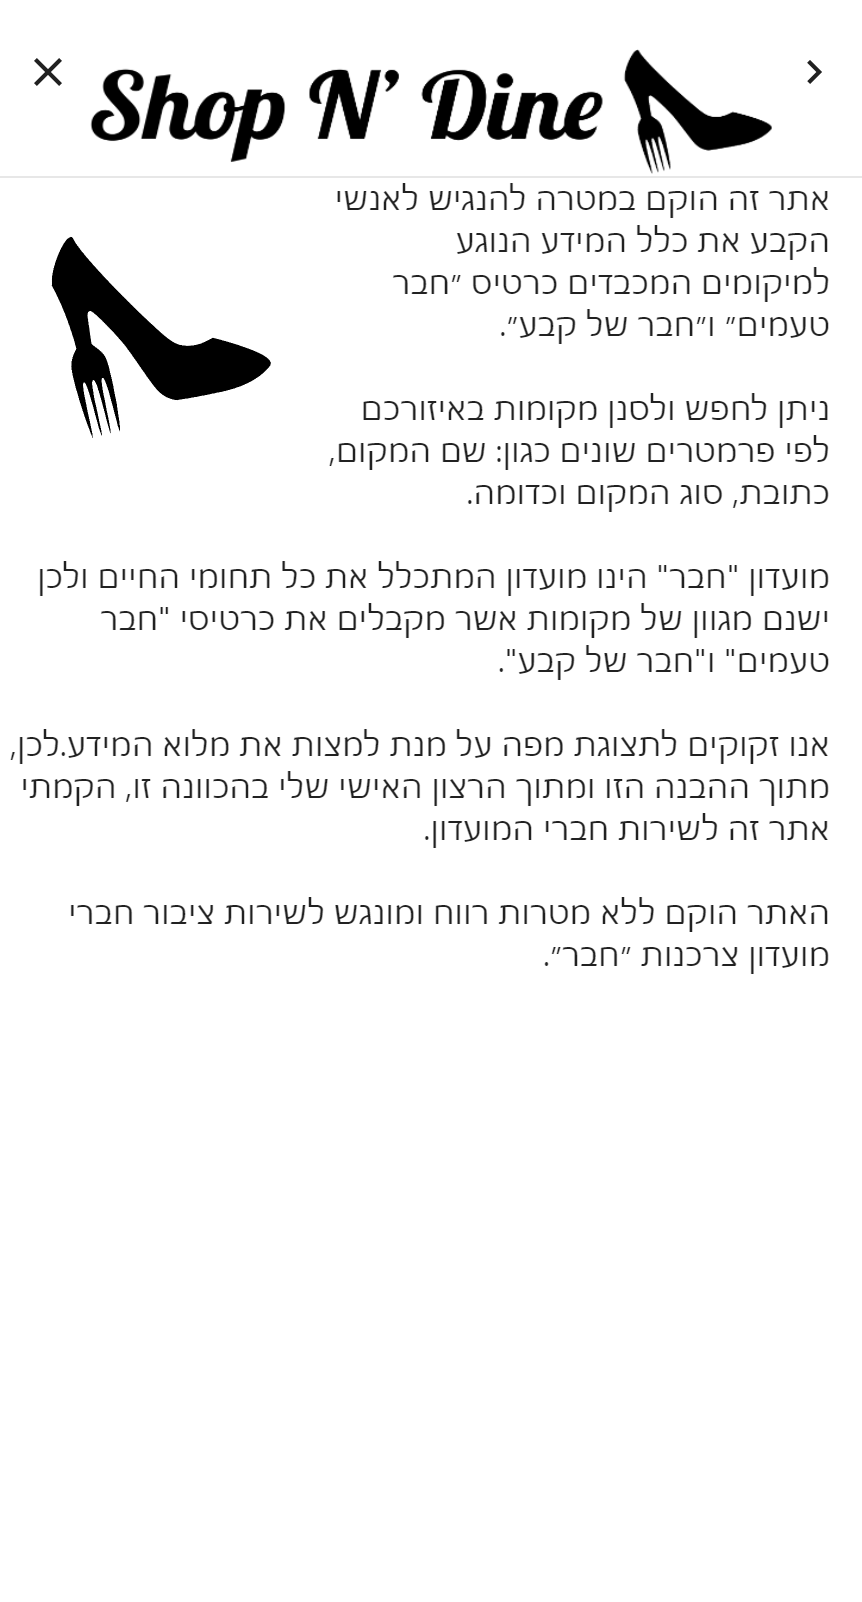 Shop N’ Dine
אתר זה הוקם במטרה להנגיש לאנשי
הקבע את כלל המידע הנוגע
למיקומים המכבדים כרטיס ״חבר
טעמים״ ו״חבר של קבע״.
ניתן לחפש ולסנן מקומות באיזורכם
לפי פרמטרים שונים כגון: שם המקום,
כתובת, סוג המקום וכדומה.
מועדון "חבר" הינו מועדון המתכלל את כל תחומי החיים ולכן
ישנם מגוון של מקומות אשר מקבלים את כרטיסי "חבר
טעמים" ו"חבר של קבע".
אנו זקוקים לתצוגת מפה על מנת למצות את מלוא המידע.לכן,
מתוך ההבנה הזו ומתוך הרצון האישי שלי בהכוונה זו, הקמתי
אתר זה לשירות חברי המועדון.
האתר הוקם ללא מטרות רווח ומונגש לשירות ציבור חברי
מועדון צרכנות ״חבר״.